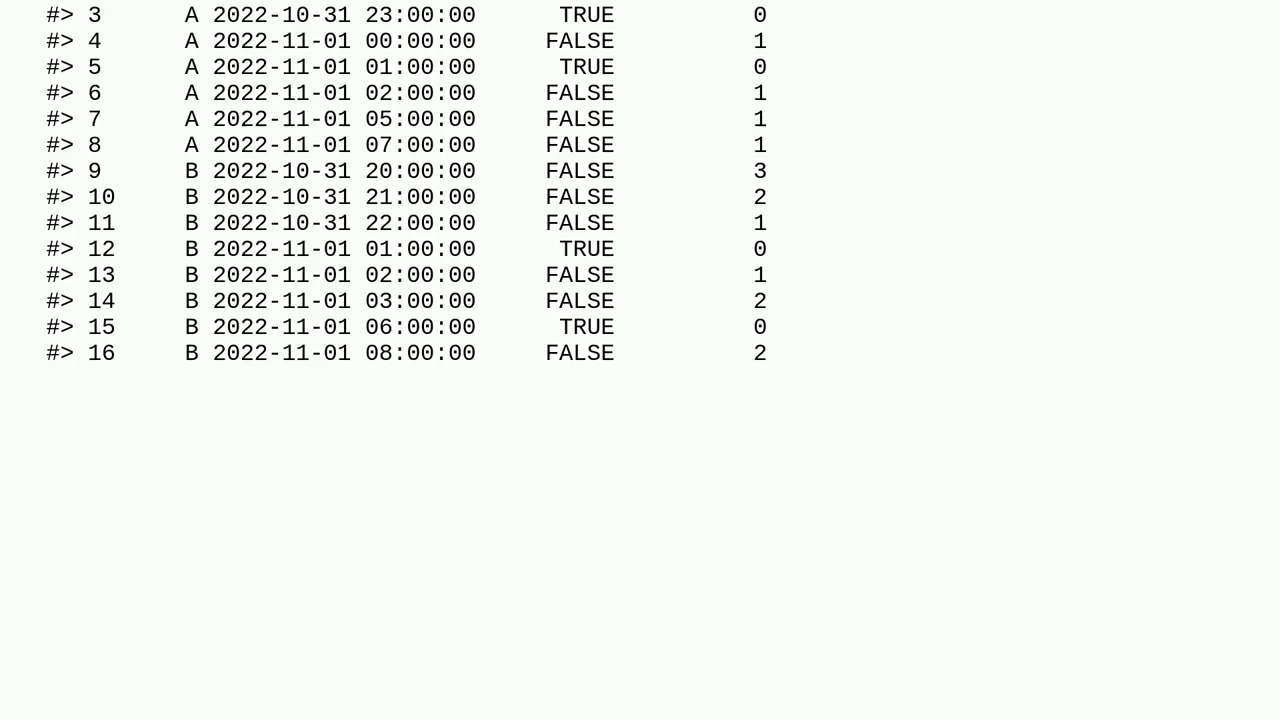 #> 3      A 2022-10-31 23:00:00      TRUE          0
#> 4      A 2022-11-01 00:00:00     FALSE          1
#> 5      A 2022-11-01 01:00:00      TRUE          0
#> 6      A 2022-11-01 02:00:00     FALSE          1
#> 7      A 2022-11-01 05:00:00     FALSE          1
#> 8      A 2022-11-01 07:00:00     FALSE          1
#> 9      B 2022-10-31 20:00:00     FALSE          3
#> 10     B 2022-10-31 21:00:00     FALSE          2
#> 11     B 2022-10-31 22:00:00     FALSE          1
#> 12     B 2022-11-01 01:00:00      TRUE          0
#> 13     B 2022-11-01 02:00:00     FALSE          1
#> 14     B 2022-11-01 03:00:00     FALSE          2
#> 15     B 2022-11-01 06:00:00      TRUE          0
#> 16     B 2022-11-01 08:00:00     FALSE          2